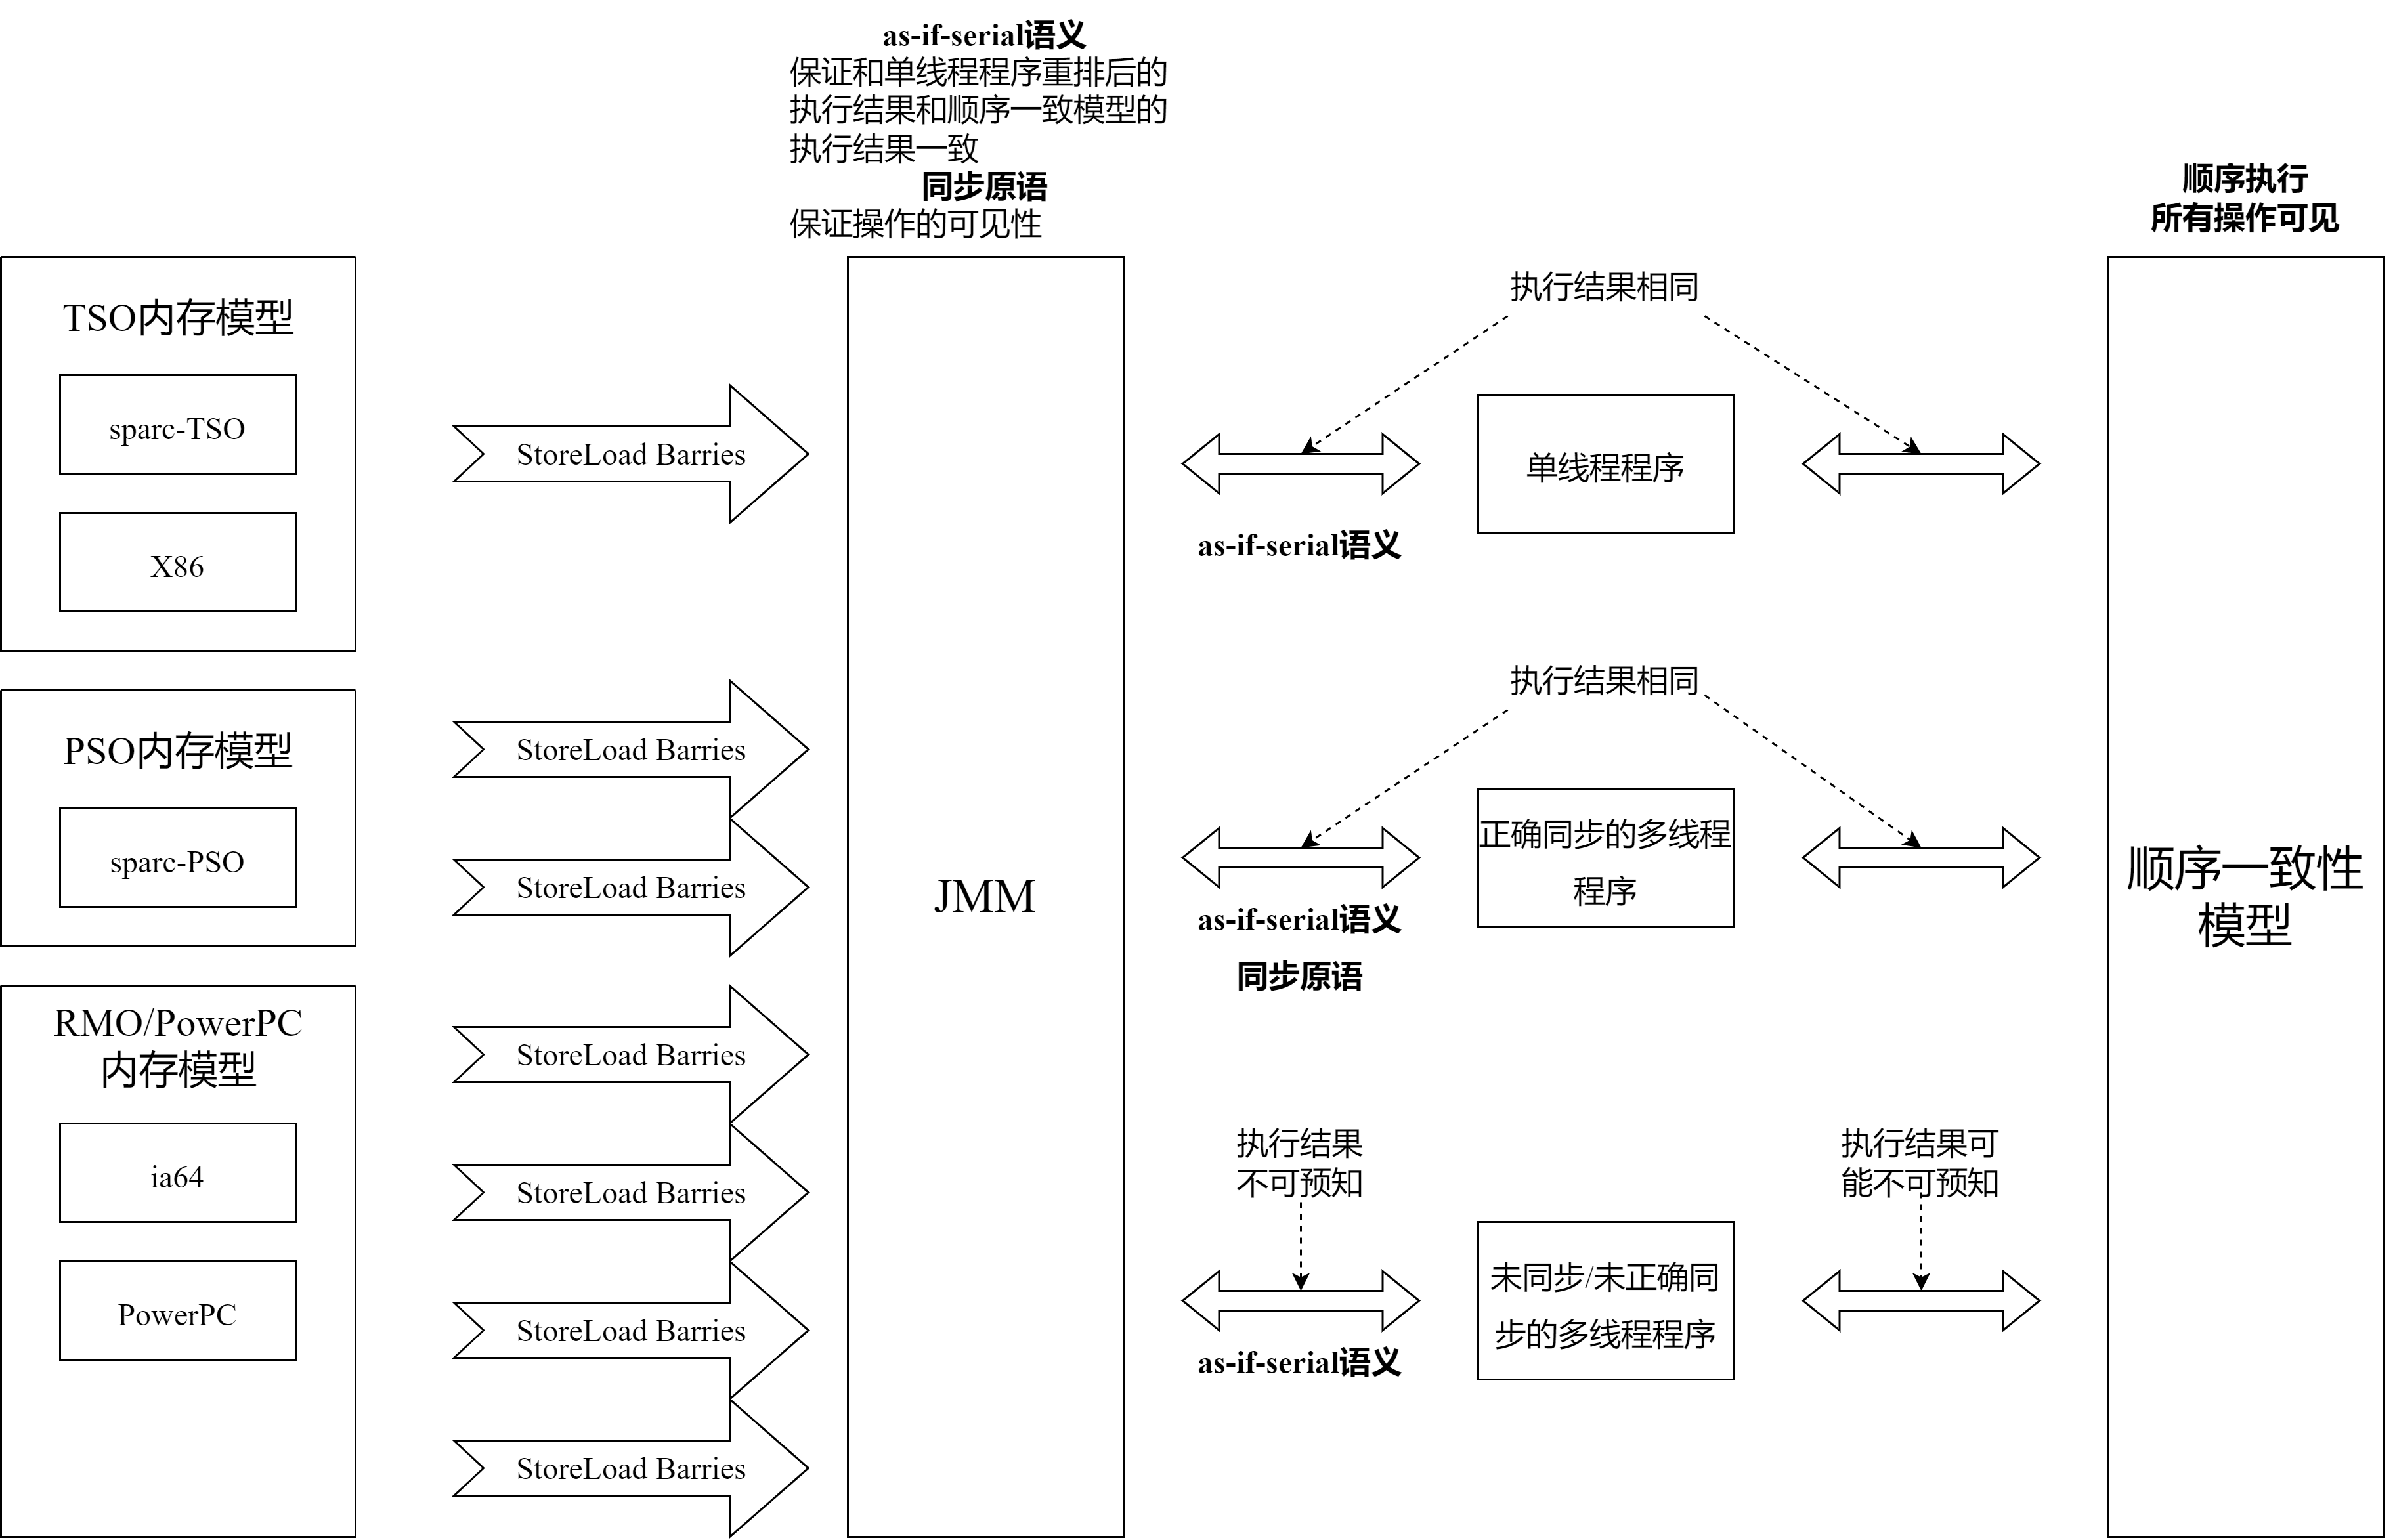 as-if-serial语义
保证和单线程程序重排后的
执行结果和顺序一致模型的
执行结果一致
同步原语
保证操作的可见性
顺序执行
所有操作可见
TSO内存模型
sparc-TSO
X86
PSO内存模型
sparc-PSO
RMO/PowerPC
内存模型
ia64
PowerPC
StoreLoad Barries
StoreLoad Barries
StoreLoad Barries
StoreLoad Barries
StoreLoad Barries
StoreLoad Barries
StoreLoad Barries
JMM
执行结果相同
单线程程序
as-if-serial语义
执行结果相同
正确同步的多线程
程序
as-if-serial语义
同步原语
执行结果
不可预知
执行结果可
能不可预知
未同步/未正确同
步的多线程程序
as-if-serial语义
顺序一致性
模型